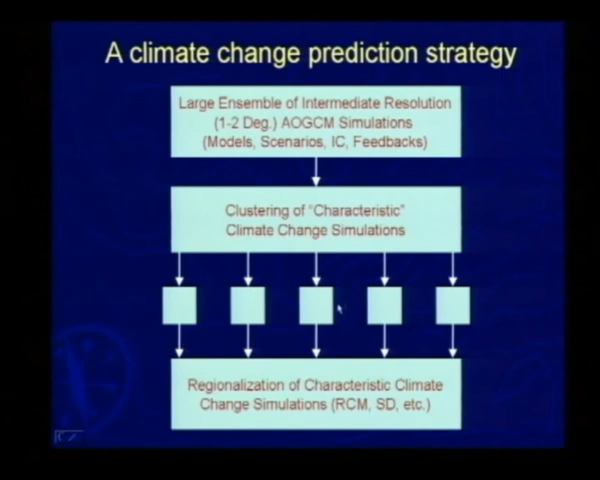 A climate change prediction strategy
Large Ensemble of Intermediate Resolution
(1-2 Deg.) AOGCM Simulations
(Models, Scenarios, IC, Feedbacks)
Clustering of "Characteristic"
Climate Change Simulations
Regionalization of Characteristic Climate
Change Simulations (RCM, SD, etc.)